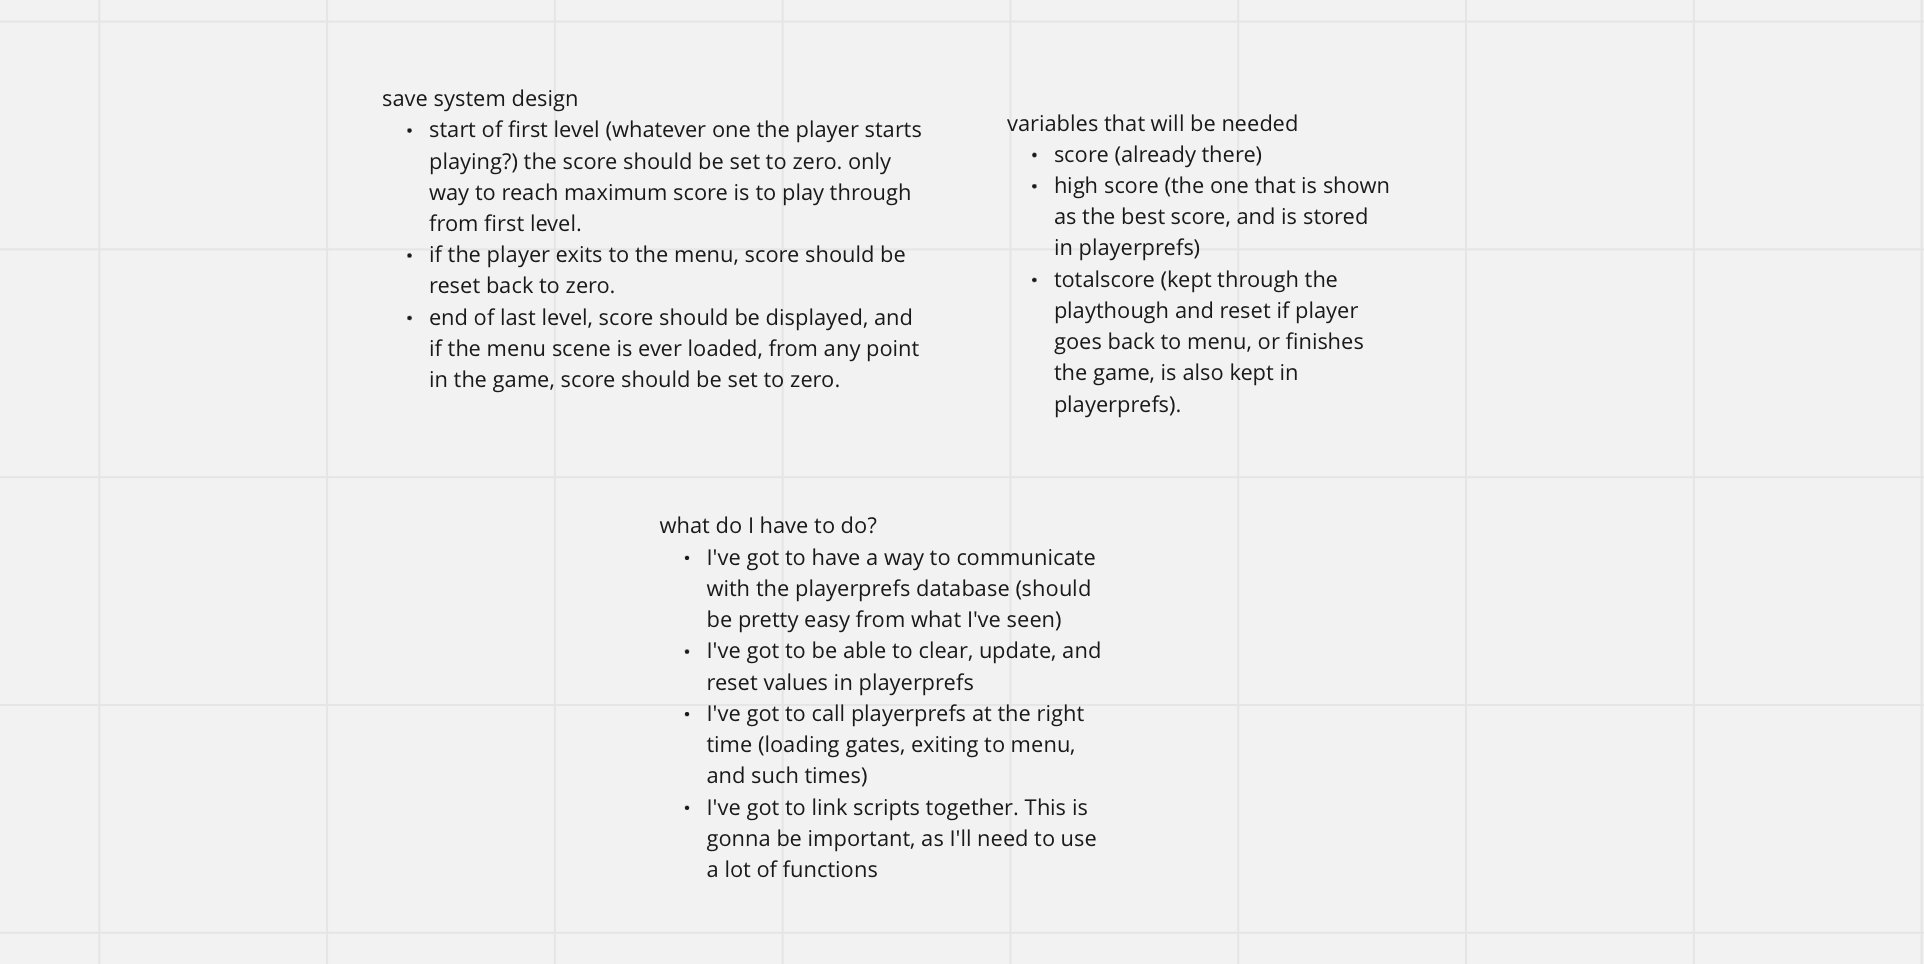 save system design
• start of first level (whatever one the player starts
playing?) the score should be set to zero. only
way to reach maximum score is to play through
from first level.
• if the player exits to the menu, score should be
reset back to zero.
• end of last level, score should be displayed, and
if the menu scene is ever loaded, from any point
in the game, score should be set to zero.
variables that will be needed
• score (already there)
• high score (the one that is shown
as the best score, and is stored
in playerprefs)
• totalscore (kept through the
playthough and reset if player
goes back to menu, or finishes
the game, is also kept in
playerprefs).
what do I have to do?
• I've got to have a way to communicate
with the playerprefs database (should
be pretty easy from what I've seen)
• I've got to be able to clear, update, and
reset values in playerprefs
• I've got to call playerprefs at the right
time (loading gates, exiting to menu,
and such times)
• I've got to link scripts together. This is
gonna be important, as I'll need to use
a lot of functions